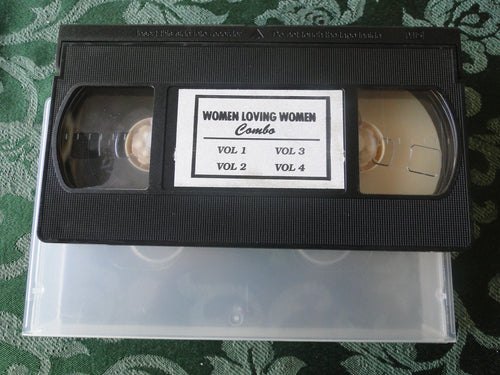 WOMEN LOVING WOMEN
Combo
VOL 1 VOL 3
VOL 2 VOL 4